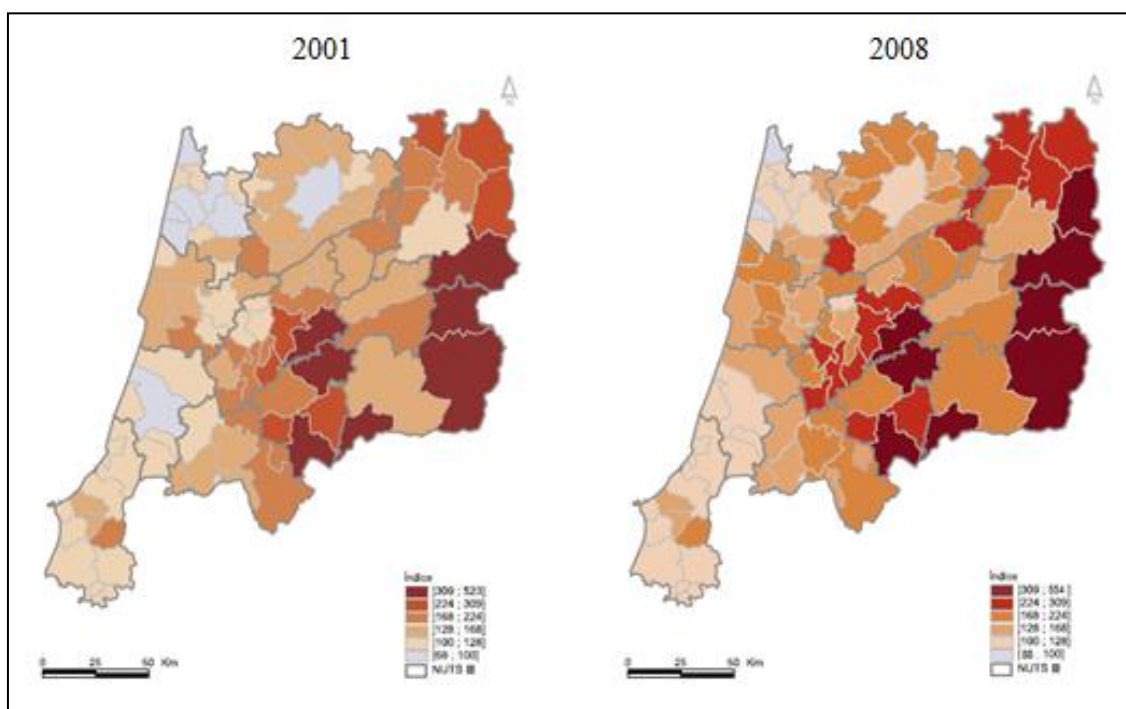 2001
2008
Índice
[309 ; 523]
[224 ; 309]
[168 ; 224]
[128 ; 168]
[100 ; 128]
[68 ; 100]
NUTS III
0 25 50 Km
Índice
[309 ; 554]
[224 ; 309]
[168 ; 224]
[128 ; 168]
[100 ; 128]
[88 ; 100]
NUTS III
0 25 50 Km